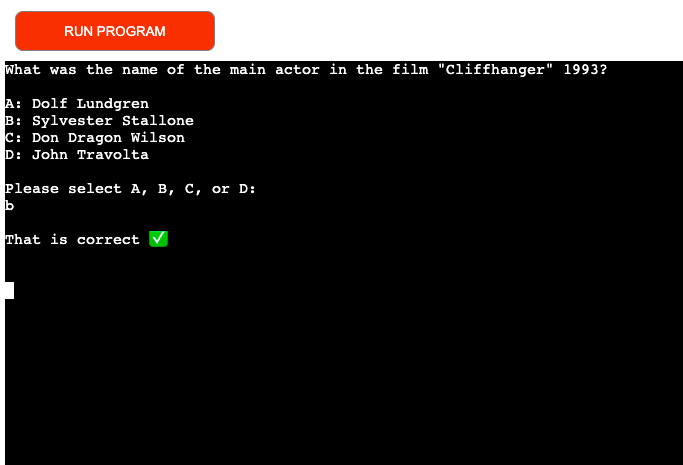 RUN PROGRAM
What was the name of the main actor in the film "Cliffhanger" 1993?
A: Dolf Lundgren
B: Sylvester Stallone
C: Don Dragon Wilson
D: John Travolta
Please select A, B, C, or D:
b
That is correct ✅